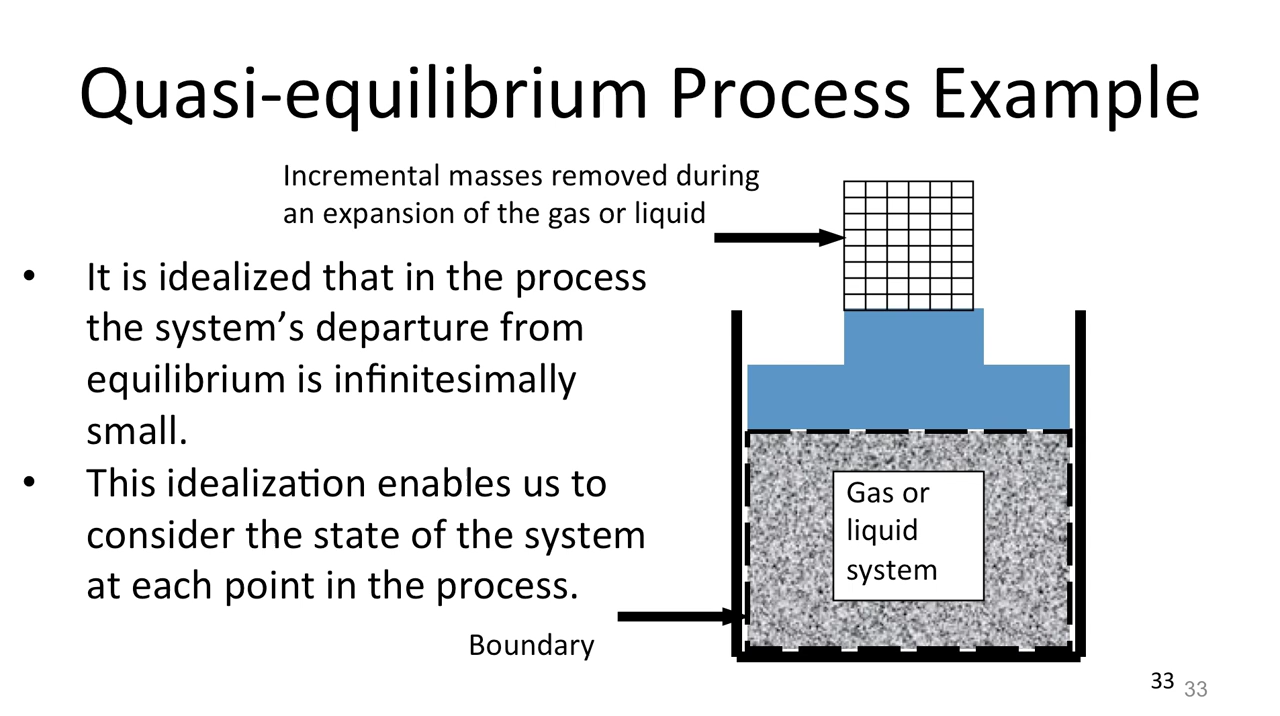 Quasi-equilibrium Process Example
Incremental masses removed during
an expansion of the gas or liquid
• It is idealized that in the process
the system’s departure from
equilibrium is infinitesimally
small.
• This idealization enables us to
consider the state of the system
at each point in the process.
Gas or
liquid
system
Boundary
33 33